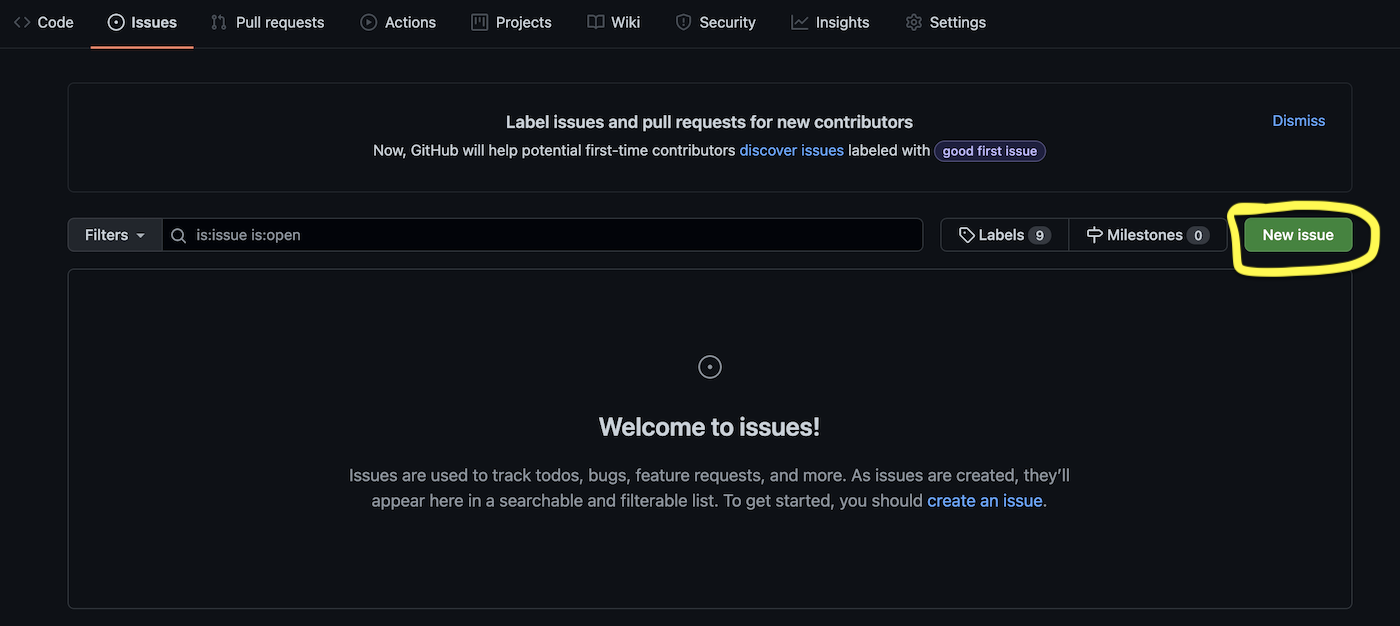 Code Issues Pull requests Actions Projects Wiki Security Insights Settings
Label issues and pull requests for new contributors
Dismiss
Now, GitHub will help potential first-time contributors discover issues labeled with good first issue
Filters is:issue is:open Labels 9 Milestones 0 New issue
Welcome to issues!
Issues are used to track todos, bugs, feature requests, and more. As issues are created, they’ll
appear here in a searchable and filterable list. To get started, you should create an issue.